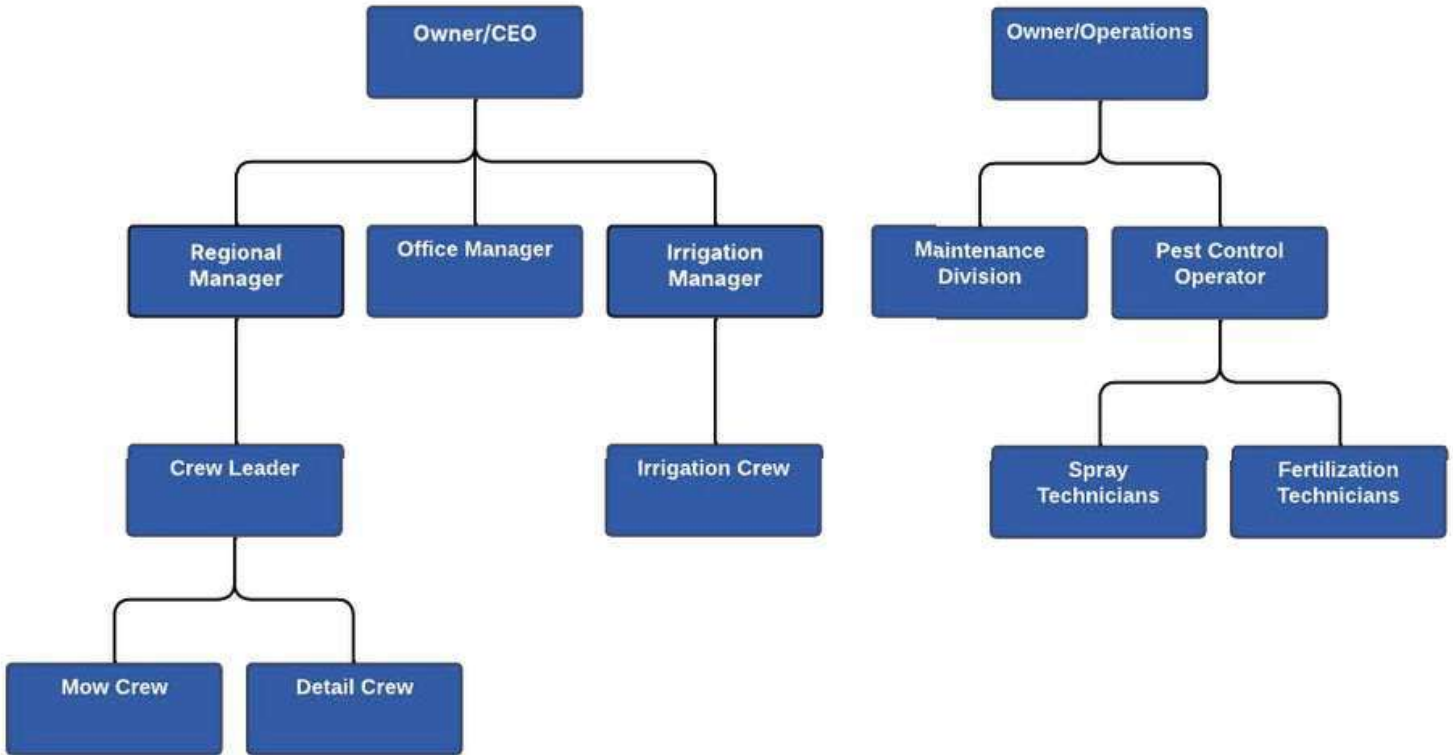 Owner/CEO
Owner/Operations
Regional
Manager
Office Manager
Irrigation
Manager
Maintenance
Division
Pest Control
Operator
Crew Leader
Irrigation Crew
Spray
Technicians
Fertilization
Technicians
Mow Crew
Detail Crew